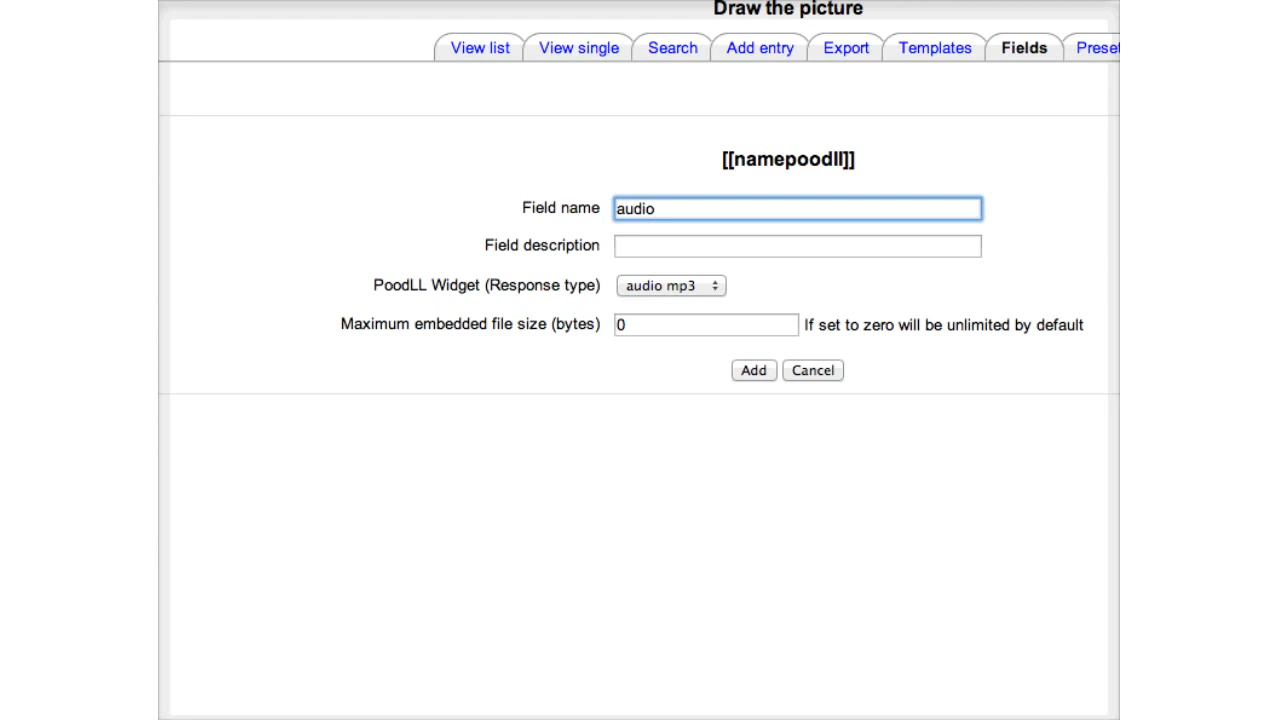 Draw the picture
View list View single Search Add entry Export Templates Fields Preset
[[namepoodll]]
Field name audio
Field description
PoodLL Widget (Response type) audio mp3
Maximum embedded file size (bytes) 0 If set to zero will be unlimited by default
Add Cancel